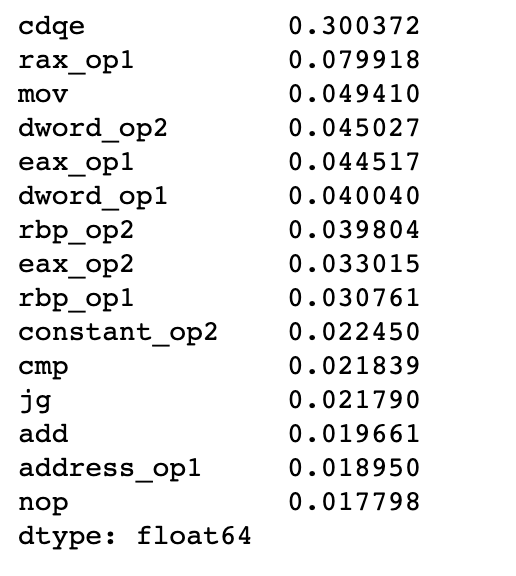 cdqe 0.300372
rax_op1 0.079918
mov 0.049410
dword_op2 0.045027
eax_op1 0.044517
dword_op1 0.040040
rbp_op2 0.039804
eax_op2 0.033015
rbp_op1 0.030761
constant_op2 0.022450
cmp 0.021839
jg 0.021790
add 0.019661
address_op1 0.018950
nop 0.017798
dtype: float64